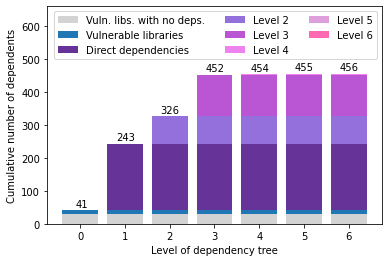 Vuln. libs. with no deps.
Vulnerable libraries
Direct dependencies
Level 2
Level 3
Level 4
Level 5
Level 6
Cumulative number of dependents
600
500
400
300
200
100
0
41
243
326
452
454
455
456
0 1 2 3 4 5 6
Level of dependency tree